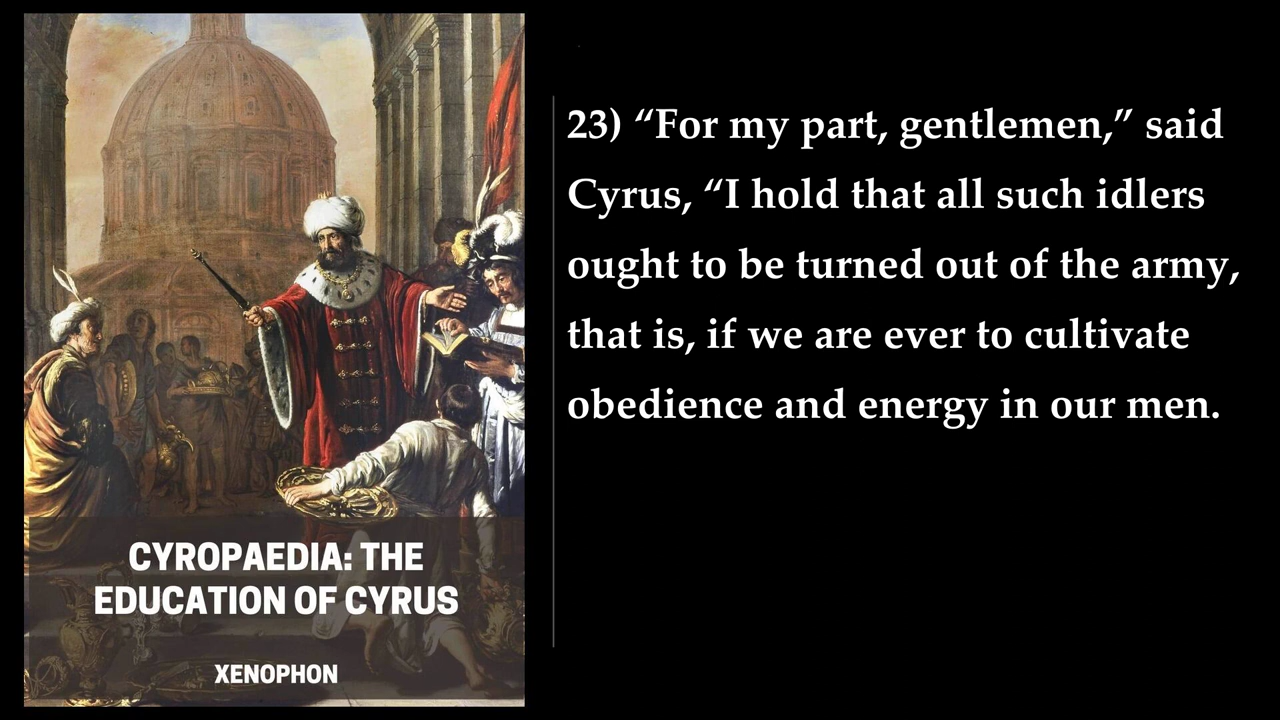 23) “For my part, gentlemen,” said
Cyrus, “I hold that all such idlers
ought to be turned out of the army,
that is, if we are ever to cultivate
obedience and energy in our men.
CYROPAEDIA: THE
EDUCATION OF CYRUS
XENOPHON